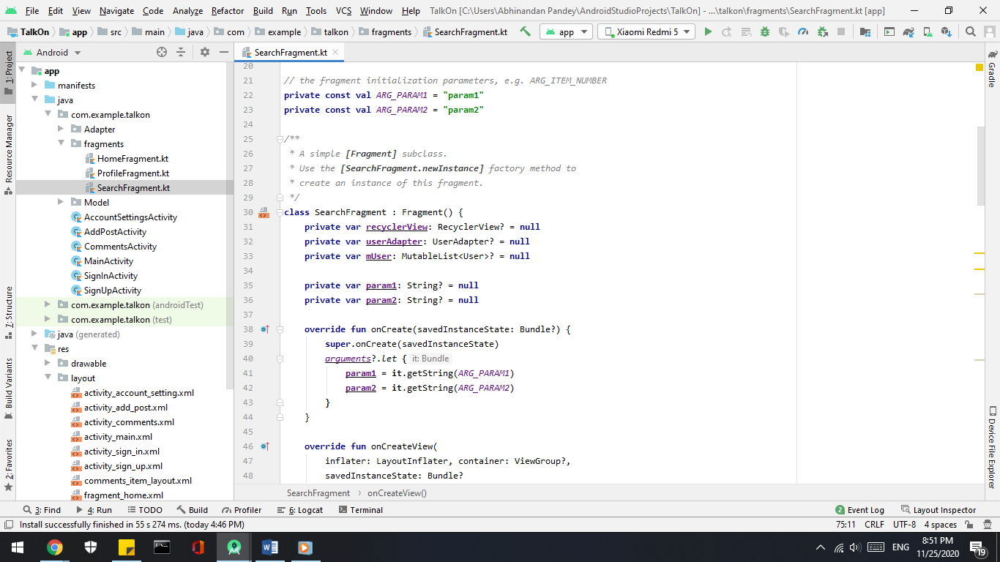 File Edit View Navigate Code Analyze Refactor Build Run Tools VCS Window Help TalkOn [C:\Users\Abhinandan Pandey\AndroidStudioProjects\TalkOn] - ...\talkon\fragments\SearchFragment.kt [app]
TalkOn app src main java com example talkon fragments SearchFragment.kt app Xiaomi Redmi 5
Android
SearchFragment.kt
1: Project
Resource Manager
7: Structure
Build Variants
2: Favorites
app
manifests
java
com.example.talkon
Adapter
fragments
HomeFragment.kt
ProfileFragment.kt
SearchFragment.kt
Model
AccountSettingsActivity
AddPostActivity
CommentsActivity
MainActivity
SignInActivity
SignUpActivity
com.example.talkon (androidTest)
com.example.talkon (test)
java (generated)
res
drawable
layout
activity_account_setting.xml
activity_add_post.xml
activity_comments.xml
activity_main.xml
activity_sign_in.xml
activity_sign_up.xml
comments_item_layout.xml
fragment_home.xml
20
21 // the fragment initialization parameters, e.g. ARG_ITEM_NUMBER
22 private const val ARG_PARAM1 = "param1"
23 private const val ARG_PARAM2 = "param2"
24
25 /**
26 * A simple [Fragment] subclass.
27 * Use the [SearchFragment.newInstance] factory method to
28 * create an instance of this fragment.
29 */
30 class SearchFragment : Fragment() {
31 private var recyclerView: RecyclerView? = null
32 private var userAdapter: UserAdapter? = null
33 private var mUser: MutableList<User>? = null
34
35 private var param1: String? = null
36 private var param2: String? = null
37
38 override fun onCreate(savedInstanceState: Bundle?) {
39 super.onCreate(savedInstanceState)
40 arguments?.let { it: Bundle
41 param1 = it.getString(ARG_PARAM1)
42 param2 = it.getString(ARG_PARAM2)
43 }
44 }
45
46 override fun onCreateView(
47 inflater: LayoutInflater, container: ViewGroup?,
48 savedInstanceState: Bundle?
SearchFragment onCreateView()
Gradle
Device File Explorer
3: Find 4: Run TODO Build Profiler 6: Logcat Terminal 2 Event Log Layout Inspector
Install successfully finished in 55 s 274 ms. (today 4:46 PM) 75:11 CRLF UTF-8 4 spaces
ENG 8:51 PM
11/25/2020 19